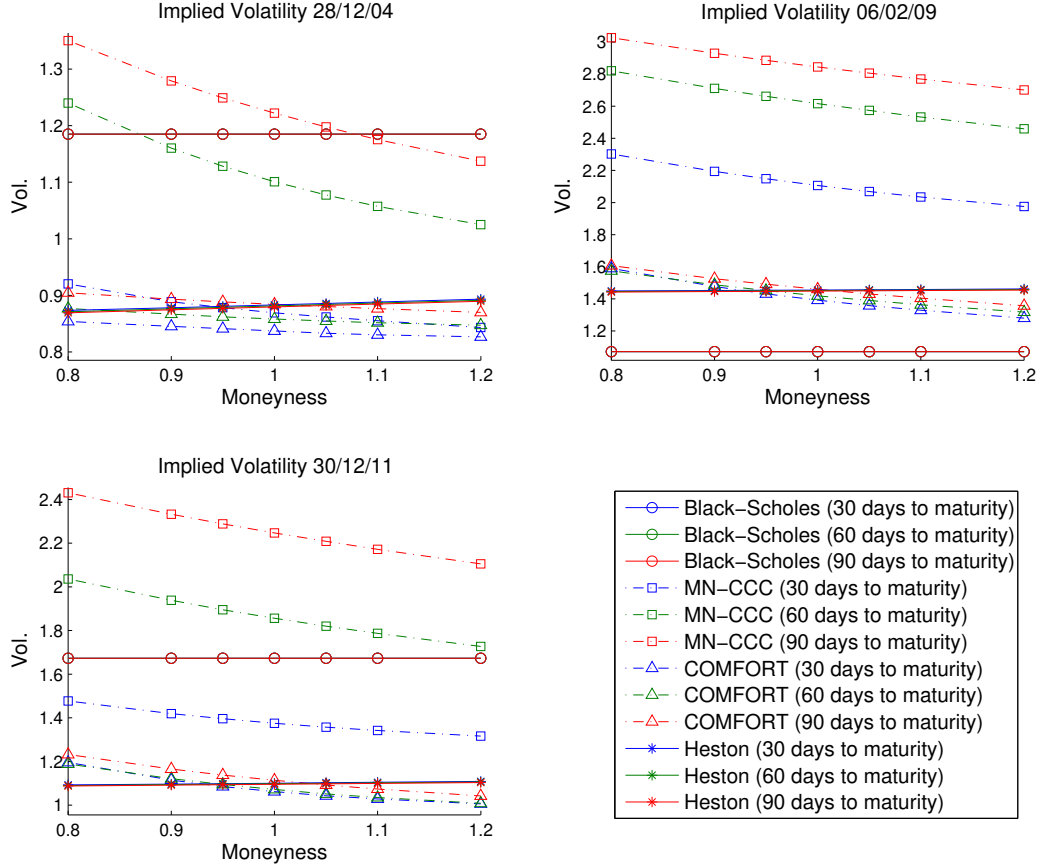 Implied Volatility 28/12/04
1.3
1.2
1.1
1
0.9
0.8
Vol.
0.8 0.9 1 1.1 1.2
Moneyness
Implied Volatility 06/02/09
3
2.8
2.6
2.4
2.2
2
1.8
1.6
1.4
1.2
Vol.
0.8 0.9 1 1.1 1.2
Moneyness
Implied Volatility 30/12/11
2.4
2.2
2
1.8
1.6
1.4
1.2
1
Vol.
0.8 0.9 1 1.1 1.2
Moneyness
Black−Scholes (30 days to maturity)
Black−Scholes (60 days to maturity)
Black−Scholes (90 days to maturity)
MN−CCC (30 days to maturity)
MN−CCC (60 days to maturity)
MN−CCC (90 days to maturity)
COMFORT (30 days to maturity)
COMFORT (60 days to maturity)
COMFORT (90 days to maturity)
Heston (30 days to maturity)
Heston (60 days to maturity)
Heston (90 days to maturity)